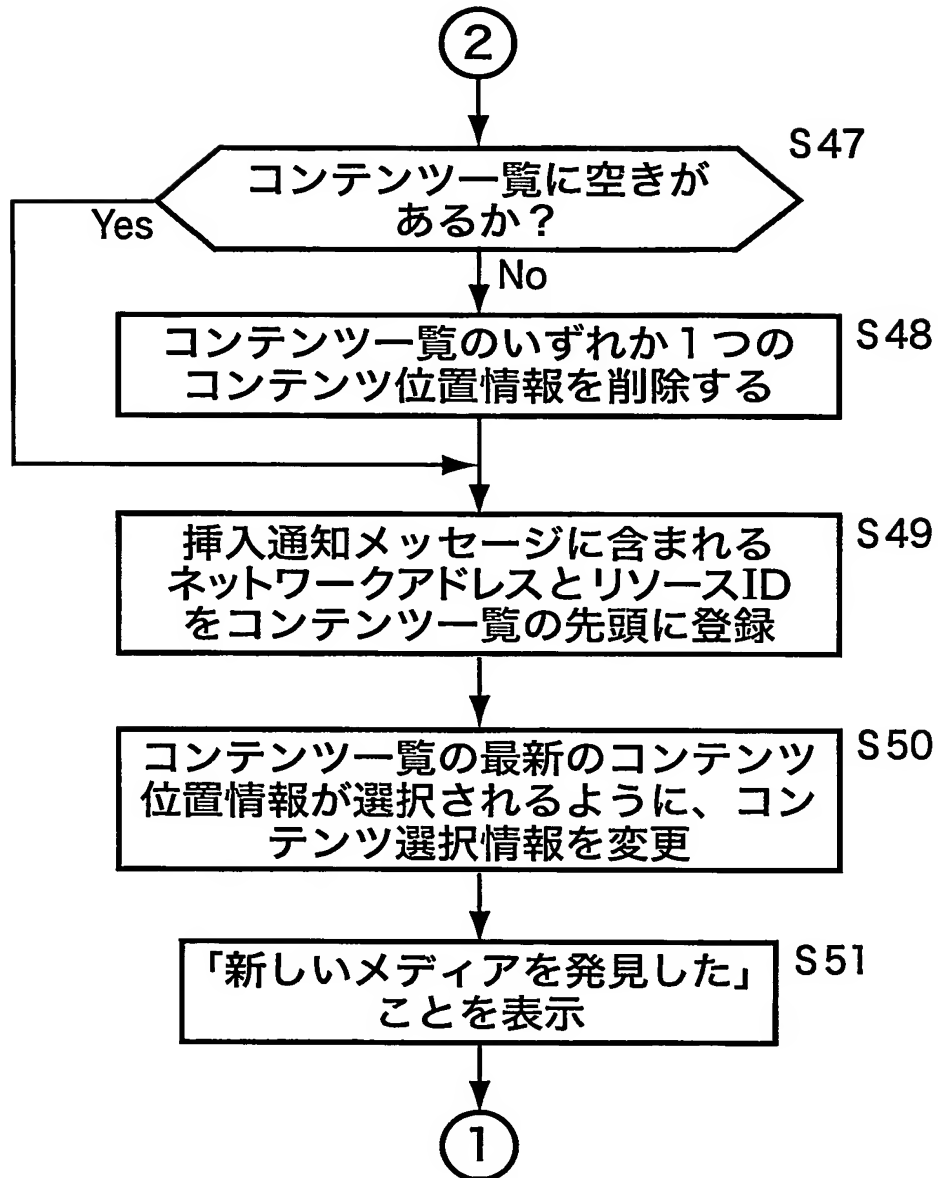 2
S47
コンテンツ一覧に空きが
あるか？
Yes
No
S48
コンテンツ一覧のいずれか1つの
コンテンツ位置情報を削除する
S49
挿入通知メッセージに含まれる
ネットワークアドレスとリソースID
をコンテンツ一覧の先頭に登録
S50
コンテンツ一覧の最新のコンテンツ
位置情報が選択されるように、コン
テンツ選択情報を変更
S51
「新しいメディアを発見した」
ことを表示
1